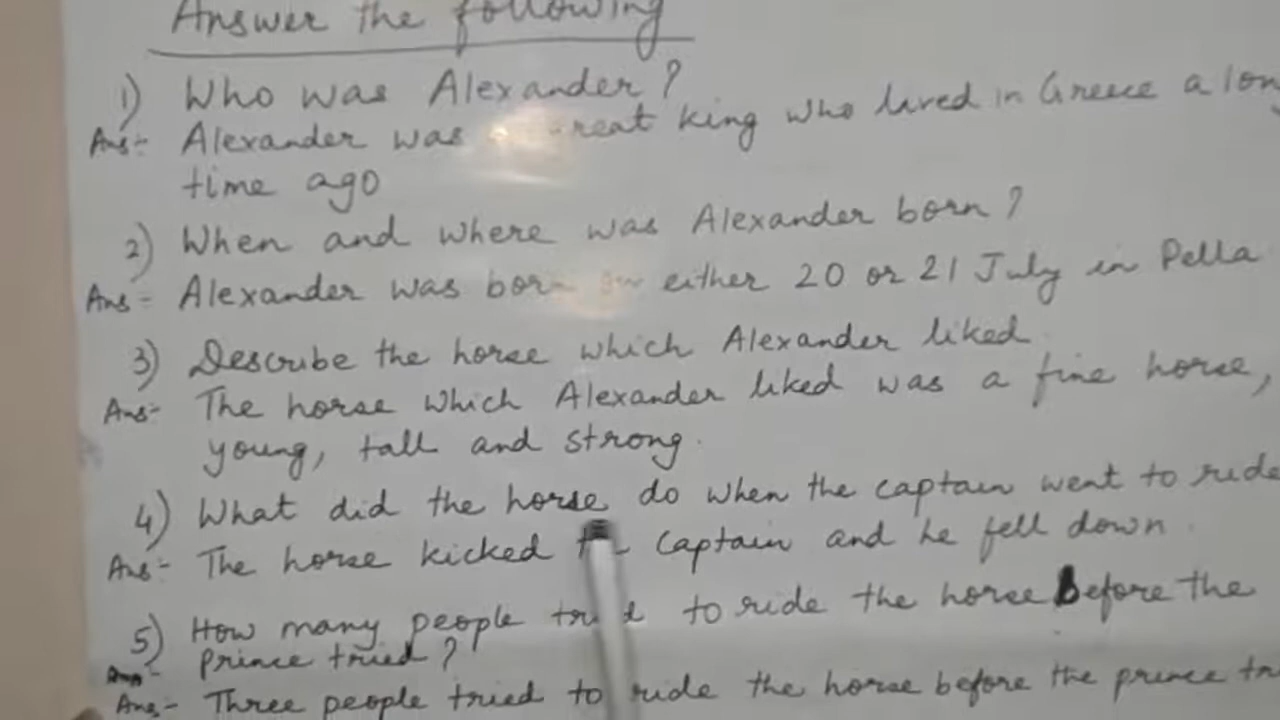 Answer the following
1) Who was Alexander?
Ans:- Alexander was reat king who lived in Greece a long
time ago
2) When and where was Alexander born?
Ans:- Alexander was born on either 20 or 21 July in Pella
3) Describe the horse which Alexander liked.
Ans:- The horse which Alexander liked was a fine horse,
young, tall and strong.
4) What did the horse do when the captain went to ride
Ans:- The horse kicked captain and he fell down.
5) How many people tried to ride the horse before the
prince tried?
Ans-
Ans:- Three people tried to ride the horse before the prince tr